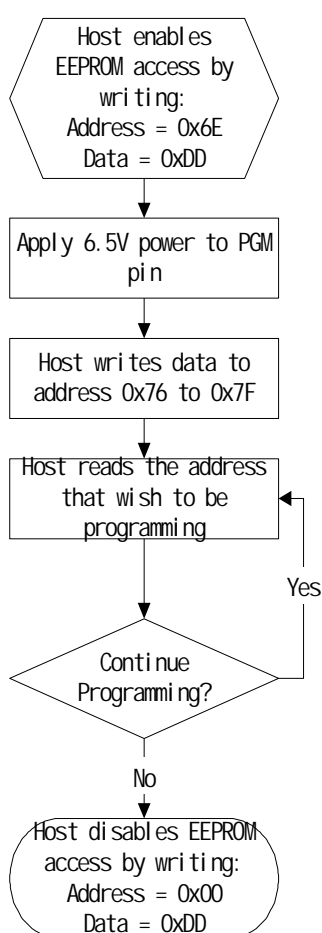 Host enables
EEPROM access by
writing:
Address = 0x6E
Data = 0xDD
Apply 6.5V power to PGM
pin
Host writes data to
address 0x76 to 0x7F
Host reads the address
that wish to be
programming
Yes
Continue
Programming?
No
Host disables EEPROM
access by writing:
Address = 0x00
Data = 0xDD